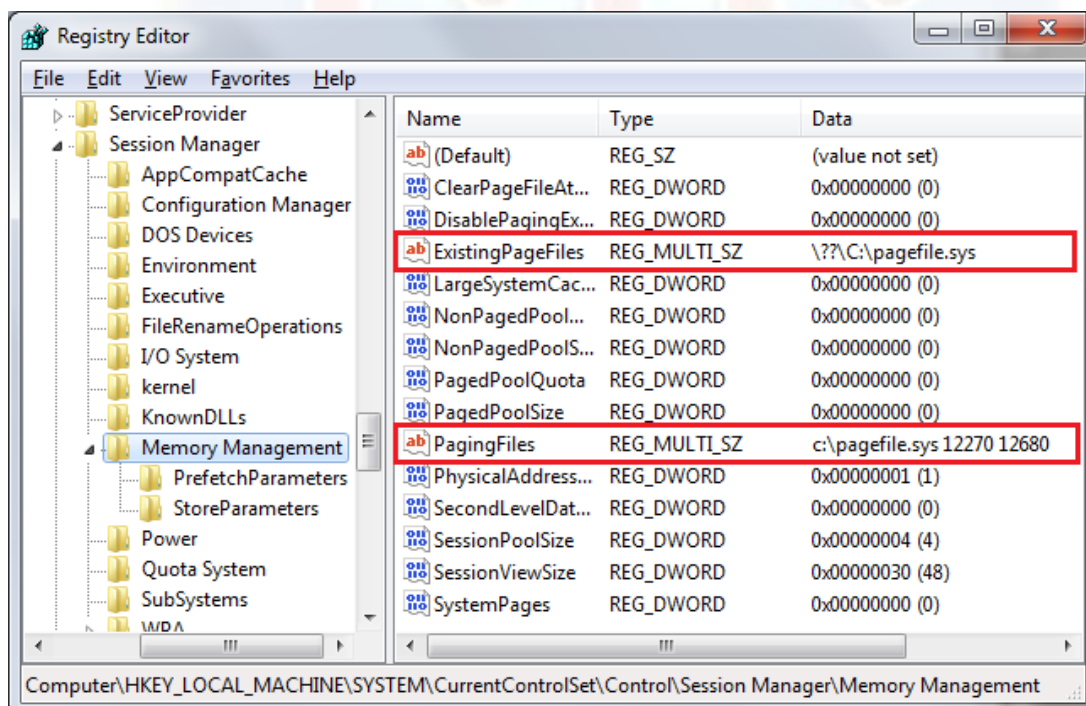 Registry Editor
File Edit View Favorites Help
ServiceProvider
Session Manager
AppCompatCache
Configuration Manager
DOS Devices
Environment
Executive
FileRenameOperations
I/O System
kernel
KnownDLLs
Memory Management
PrefetchParameters
StoreParameters
Power
Quota System
SubSystems
WPA
Name Type Data
(Default) REG_SZ (value not set)
ClearPageFileAt... REG_DWORD 0x00000000 (0)
DisablePagingEx... REG_DWORD 0x00000000 (0)
ExistingPageFiles REG_MULTI_SZ \??\C:\pagefile.sys
LargeSystemCac... REG_DWORD 0x00000000 (0)
NonPagedPool... REG_DWORD 0x00000000 (0)
NonPagedPoolS... REG_DWORD 0x00000000 (0)
PagedPoolQuota REG_DWORD 0x00000000 (0)
PagedPoolSize REG_DWORD 0x00000000 (0)
PagingFiles REG_MULTI_SZ c:\pagefile.sys 12270 12680
PhysicalAddress... REG_DWORD 0x00000001 (1)
SecondLevelDat... REG_DWORD 0x00000000 (0)
SessionPoolSize REG_DWORD 0x00000004 (4)
SessionViewSize REG_DWORD 0x00000030 (48)
SystemPages REG_DWORD 0x00000000 (0)
Computer\HKEY_LOCAL_MACHINE\SYSTEM\CurrentControlSet\Control\Session Manager\Memory Management